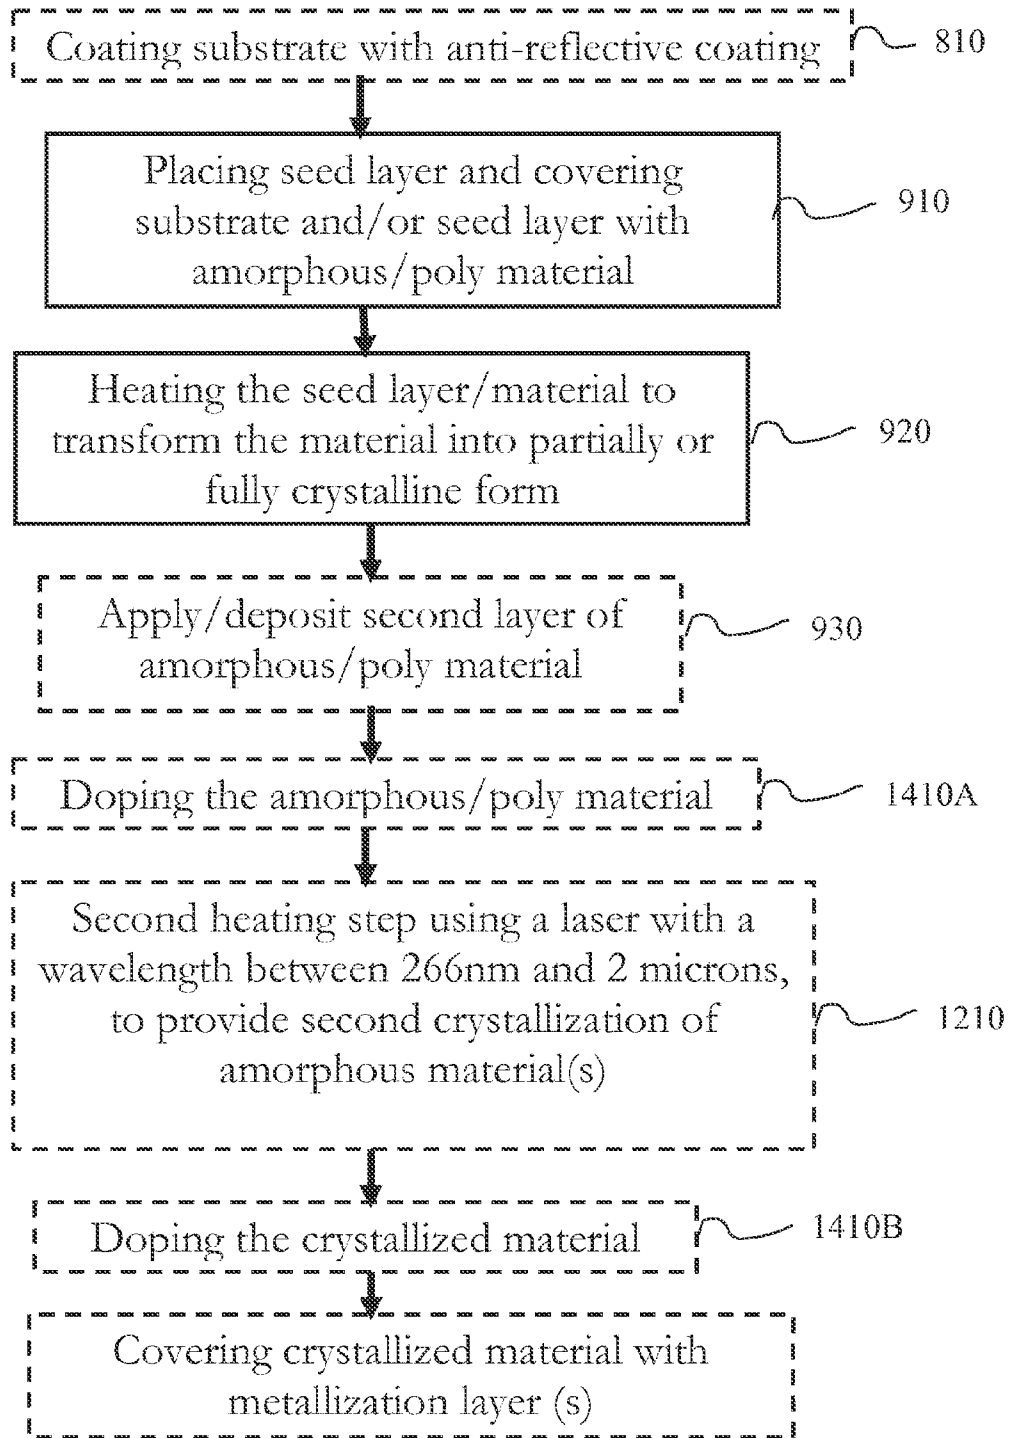 Coating substrate with anti-reflective coating 810
Placing seed layer and covering
substrate and/or seed layer with
amorphous/poly material
910
Heating the seed layer/material to
transform the material into partially or
fully crystalline form
920
Apply/deposit second layer of
amorphous/poly material
930
Doping the amorphous/poly material 1410A
Second heating step using a laser with a
wavelength between 266nm and 2 microns,
to provide second crystallization of
amorphous material(s)
1210
Doping the crystallized material 1410B
Covering crystallized material with
metallization layer (s)